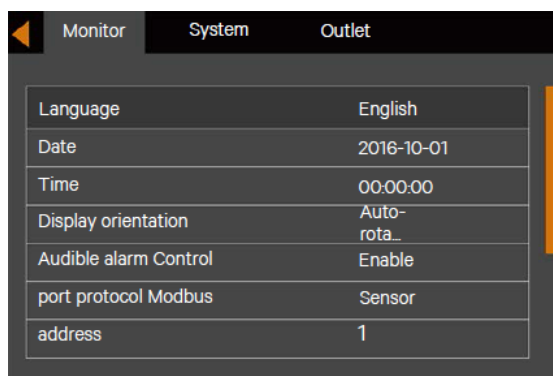 Monitor System Outlet
Language English
Date 2016-10-01
Time 00:00:00
Display orientation Auto-
rota...
Audible alarm Control Enable
port protocol Modbus Sensor
address 1